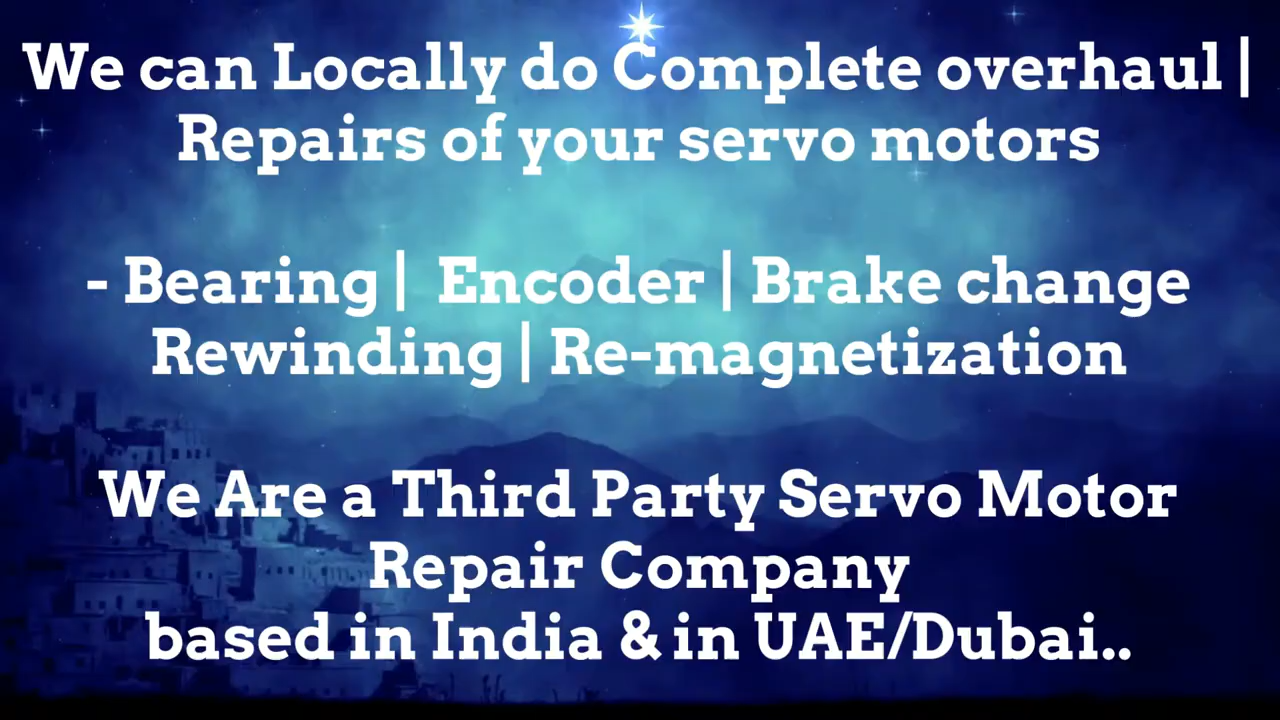 We can Locally do Complete overhaul |
Repairs of your servo motors
- Bearing | Encoder | Brake change
Rewinding | Re-magnetization
We Are a Third Party Servo Motor
Repair Company
based in India & in UAE/Dubai..